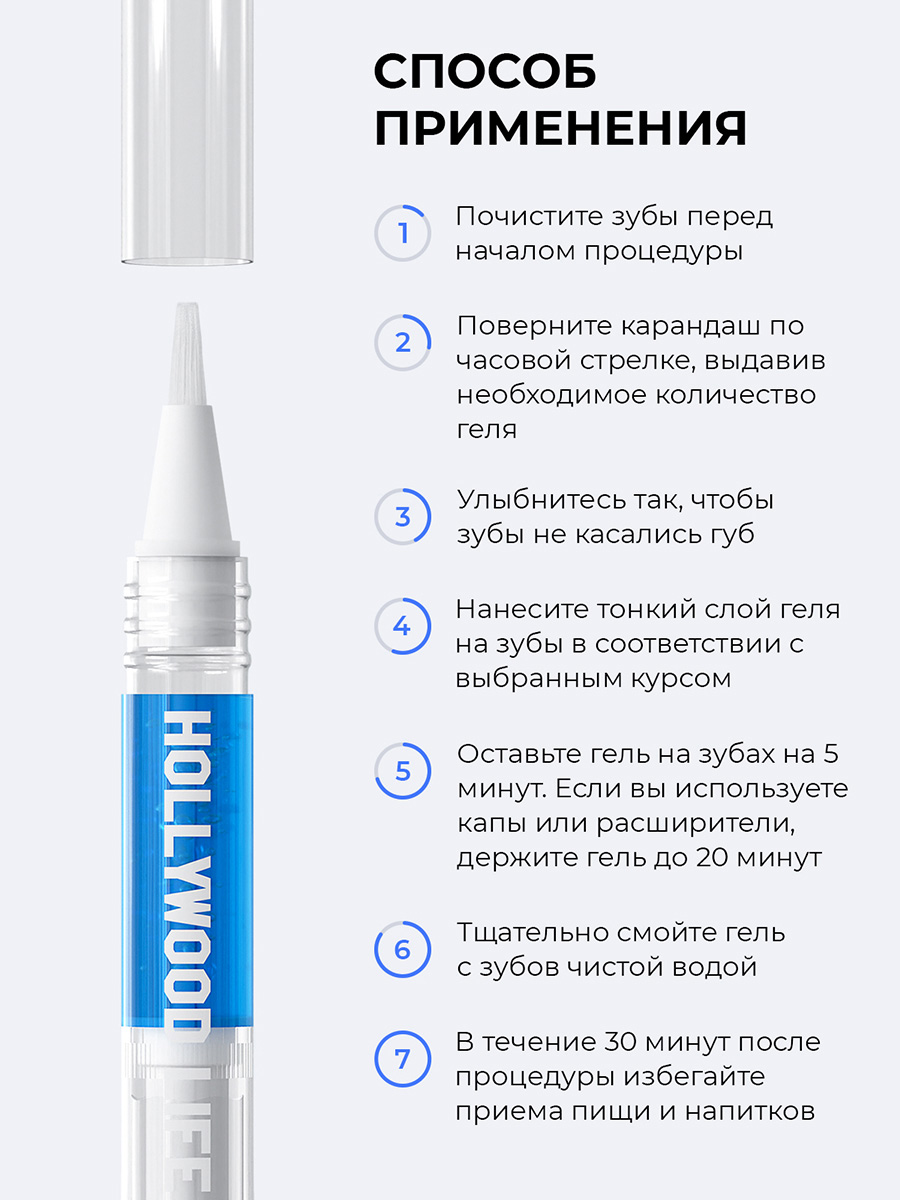 СПОСОБ
ПРИМЕНЕНИЯ
1
Почистите зубы перед
началом процедуры
2
Поверните карандаш по
часовой стрелке, выдавив
необходимое количество
геля
3
Улыбнитесь так, чтобы
зубы не касались губ
4
Нанесите тонкий слой геля
на зубы в соответствии с
выбранным курсом
5
Оставьте гель на зубах на 5
минут. Если вы используете
капы или расширители,
держите гель до 20 минут
6
Тщательно смойте гель
с зубов чистой водой
7
В течение 30 минут после
процедуры избегайте
приема пищи и напитков
HOLLYWOOD